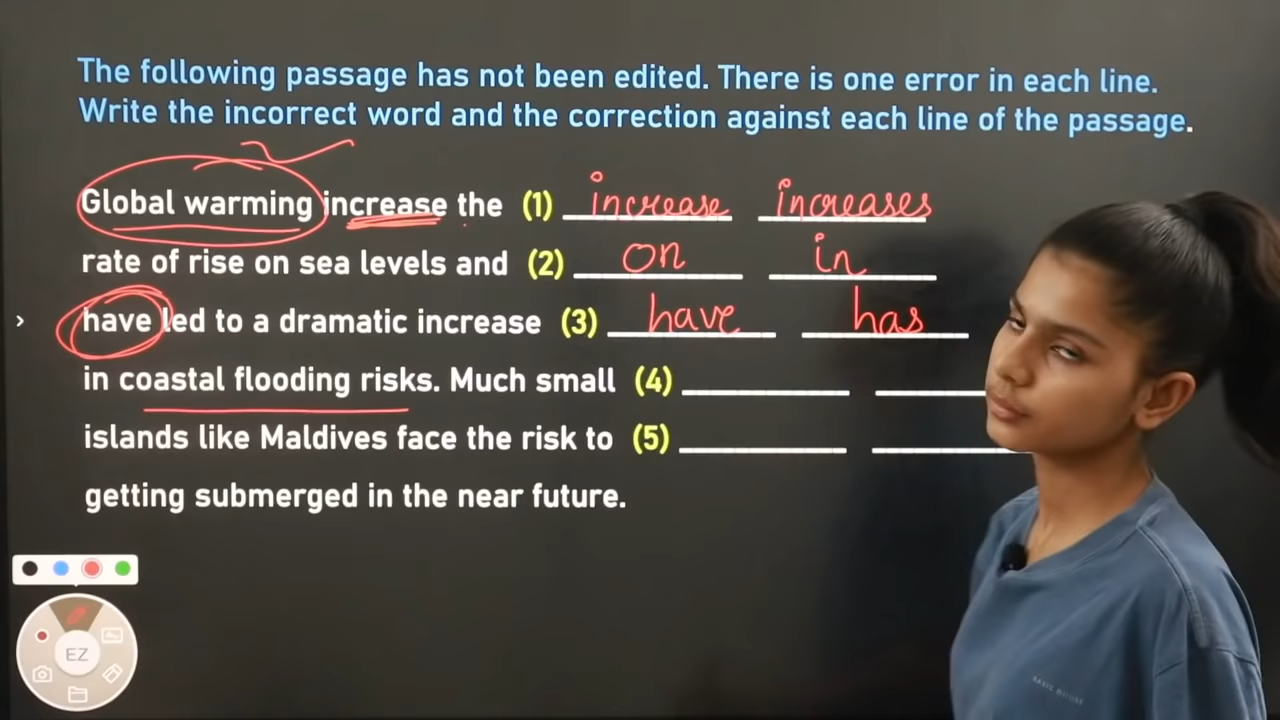 The following passage has not been edited. There is one error in each line.
Write the incorrect word and the correction against each line of the passage.
Global warming increase the (1) increase increases
rate of rise on sea levels and (2) on in
have led to a dramatic increase (3) have has
in coastal flooding risks. Much small (4)
islands like Maldives face the risk to (5)
getting submerged in the near future.
EZ